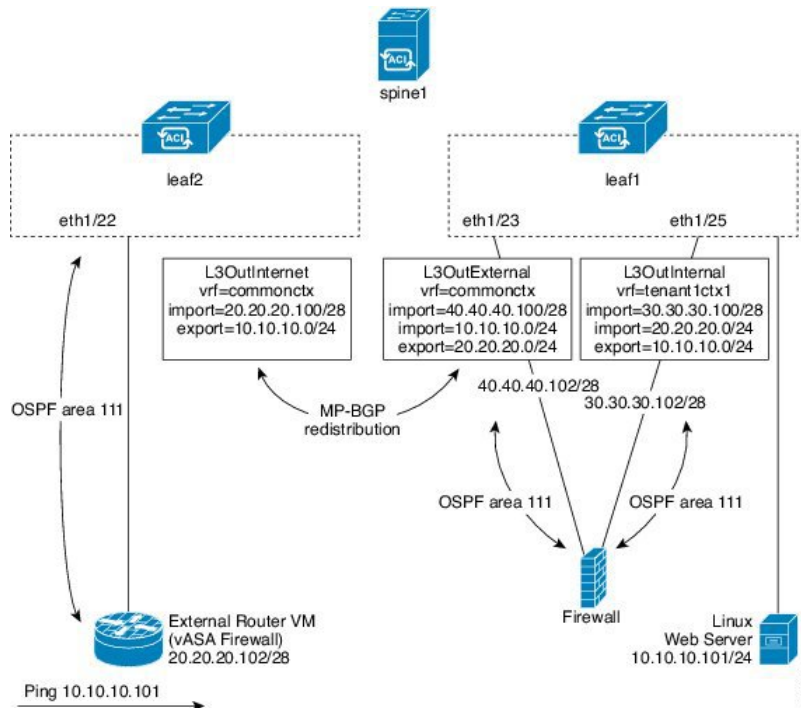 ACI
spine1
ACI
leaf2
ACI
leaf1
eth1/22
eth1/23
eth1/25
L3OutInternet
vrf=commonctx
import=20.20.20.100/28
export=10.10.10.0/24
L3OutExternal
vrf=commonctx
import=40.40.40.100/28
import=10.10.10.0/24
export=20.20.20.0/24
L3OutInternal
vrf=tenant1ctx1
import=30.30.30.100/28
import=20.20.20.0/24
export=10.10.10.0/24
OSPF area 111
MP-BGP
redistribution
40.40.40.102/28
30.30.30.102/28
OSPF area 111
OSPF area 111
External Router VM
(vASA Firewall)
20.20.20.102/28
Firewall
Linux
Web Server
10.10.10.101/24
Ping 10.10.10.101